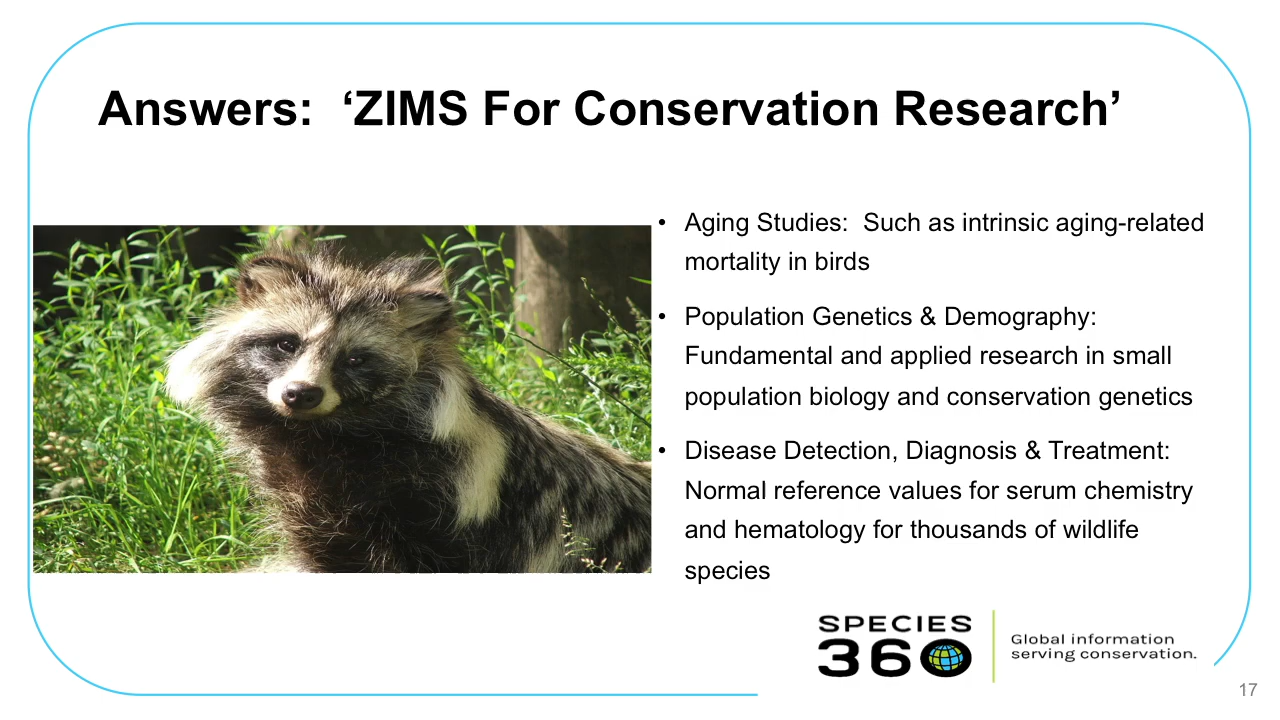 Answers:  ‘ZIMS For Conservation Research’
• Aging Studies:  Such as intrinsic aging-related
mortality in birds
• Population Genetics & Demography:
Fundamental and applied research in small
population biology and conservation genetics
• Disease Detection, Diagnosis & Treatment:
Normal reference values for serum chemistry
and hematology for thousands of wildlife
species
SPECIES
360
Global information
serving conservation.
17